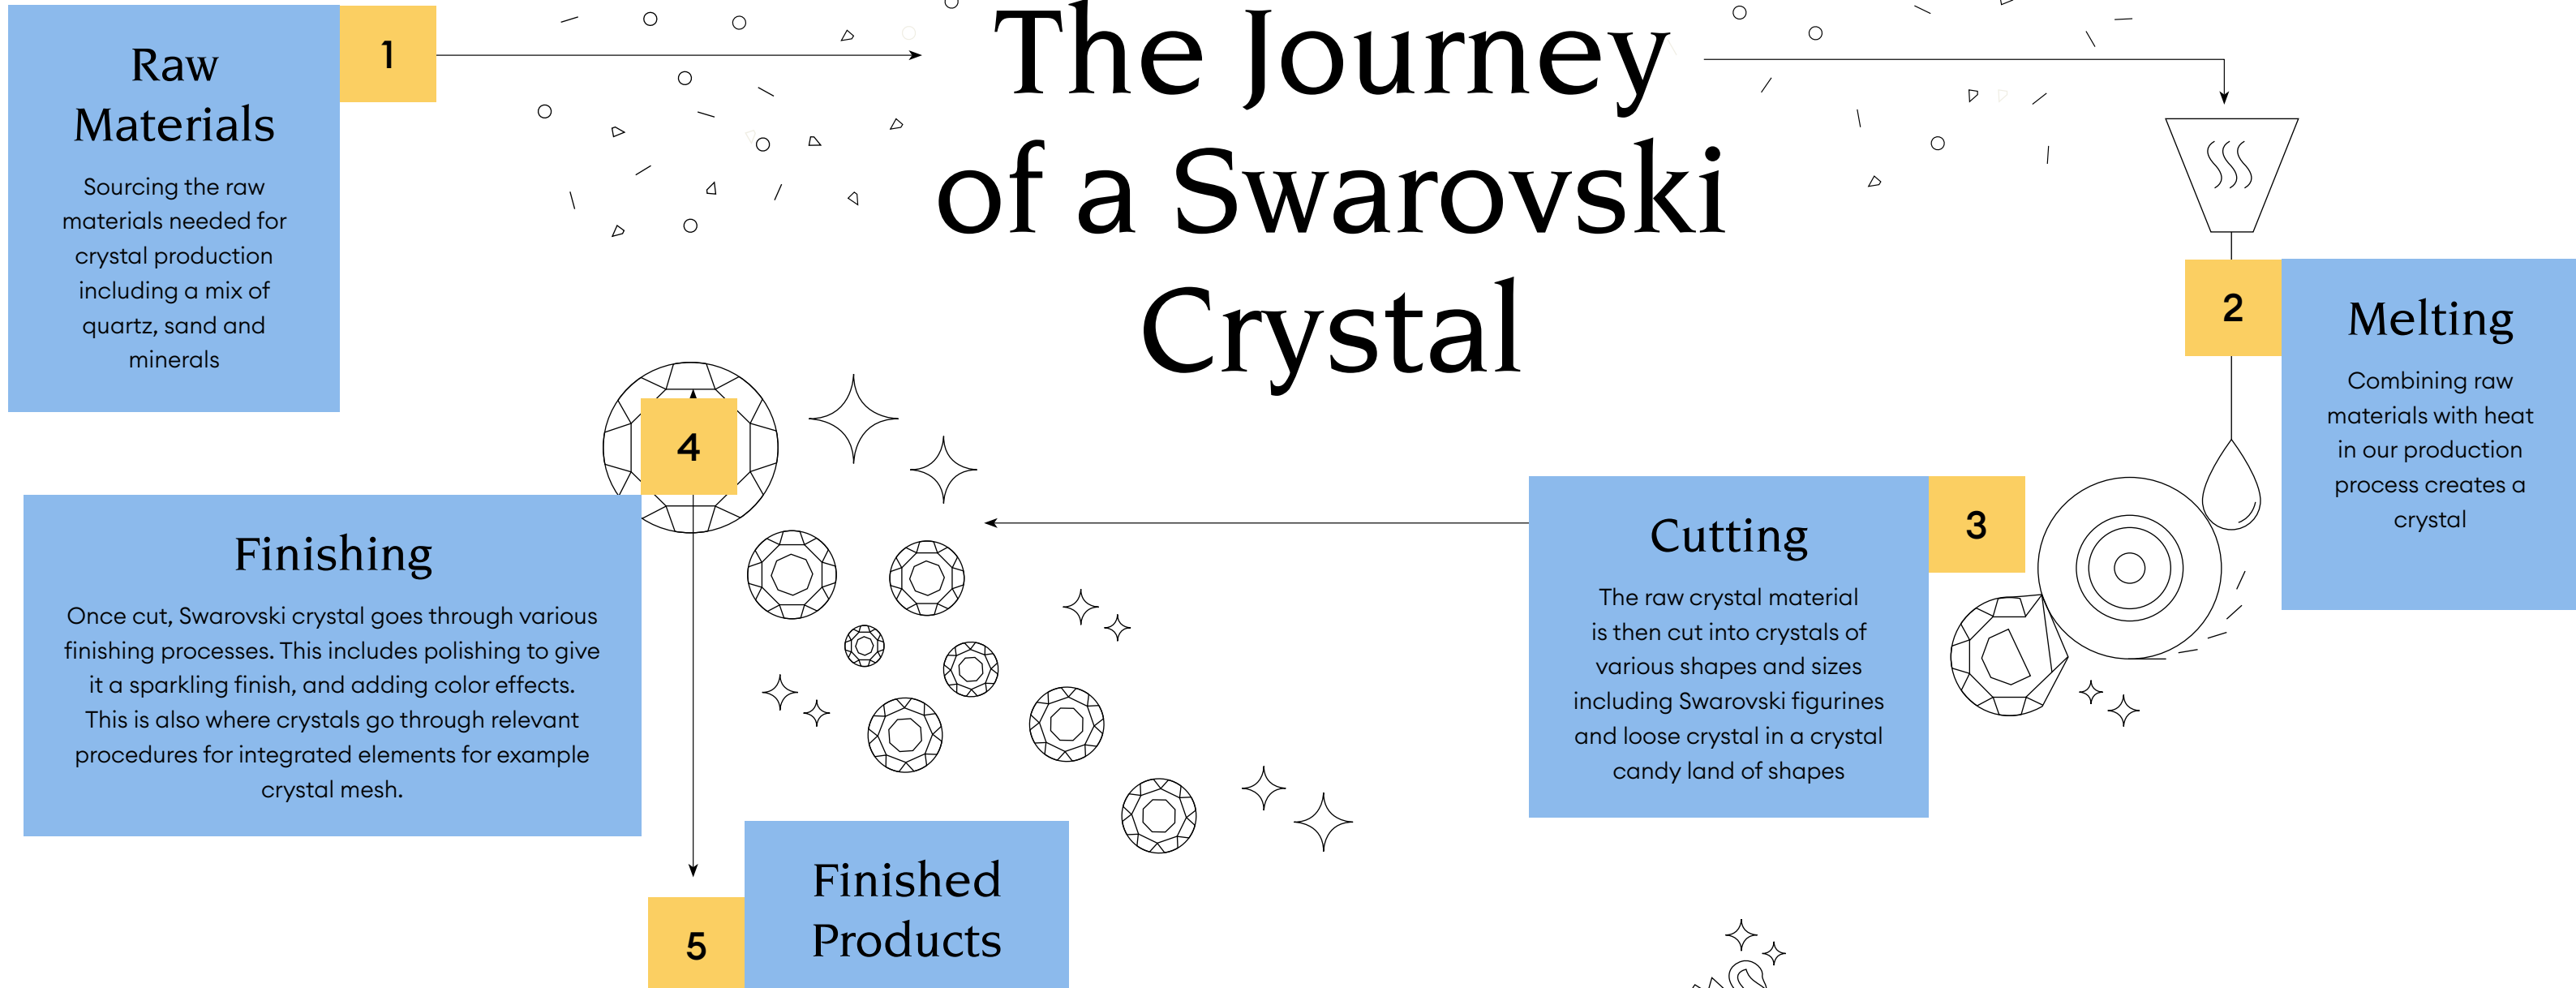 The Journey
of a Swarovski
Crystal
1
Raw
Materials
Sourcing the raw
materials needed for
crystal production
including a mix of
quartz, sand and
minerals
2
Melting
Combining raw
materials with heat
in our production
process creates a
crystal
3
Cutting
The raw crystal material
is then cut into crystals of
various shapes and sizes
including Swarovski figurines
and loose crystal in a crystal
candy land of shapes
4
Finishing
Once cut, Swarovski crystal goes through various
finishing processes. This includes polishing to give
it a sparkling finish, and adding color effects.
This is also where crystals go through relevant
procedures for integrated elements for example
crystal mesh.
5
Finished
Products